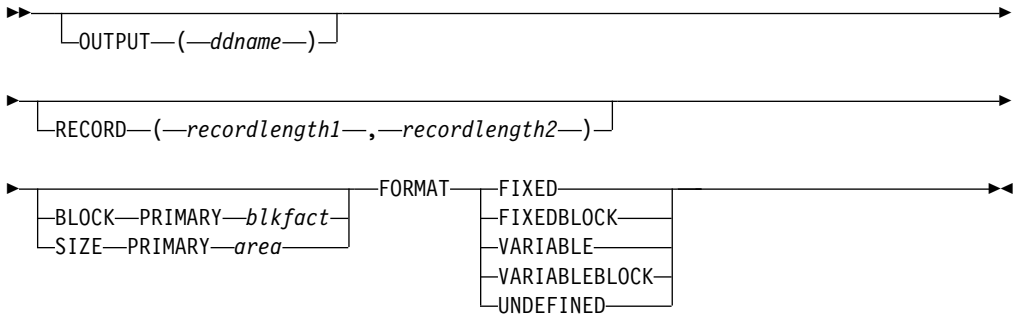 OUTPUT ( ddname )
RECORD ( recordlength1 , recordlength2 )
FORMAT FIXED
BLOCK PRIMARY blkfact FIXEDBLOCK
SIZE PRIMARY area VARIABLE
VARIABLEBLOCK
UNDEFINED